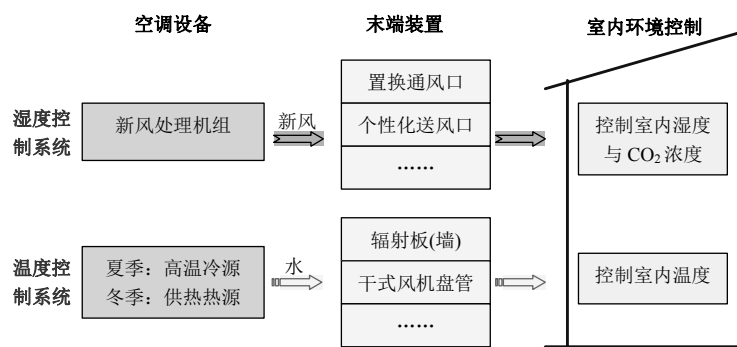 空调设备
末端装置
室内环境控制
湿度控
制系统
新风处理机组
新风
置换通风口
个性化送风口
……
控制室内湿度
与 CO₂ 浓度
温度控
制系统
夏季：高温冷源
冬季：供热热源
水
辐射板(墙)
干式风机盘管
……
控制室内温度